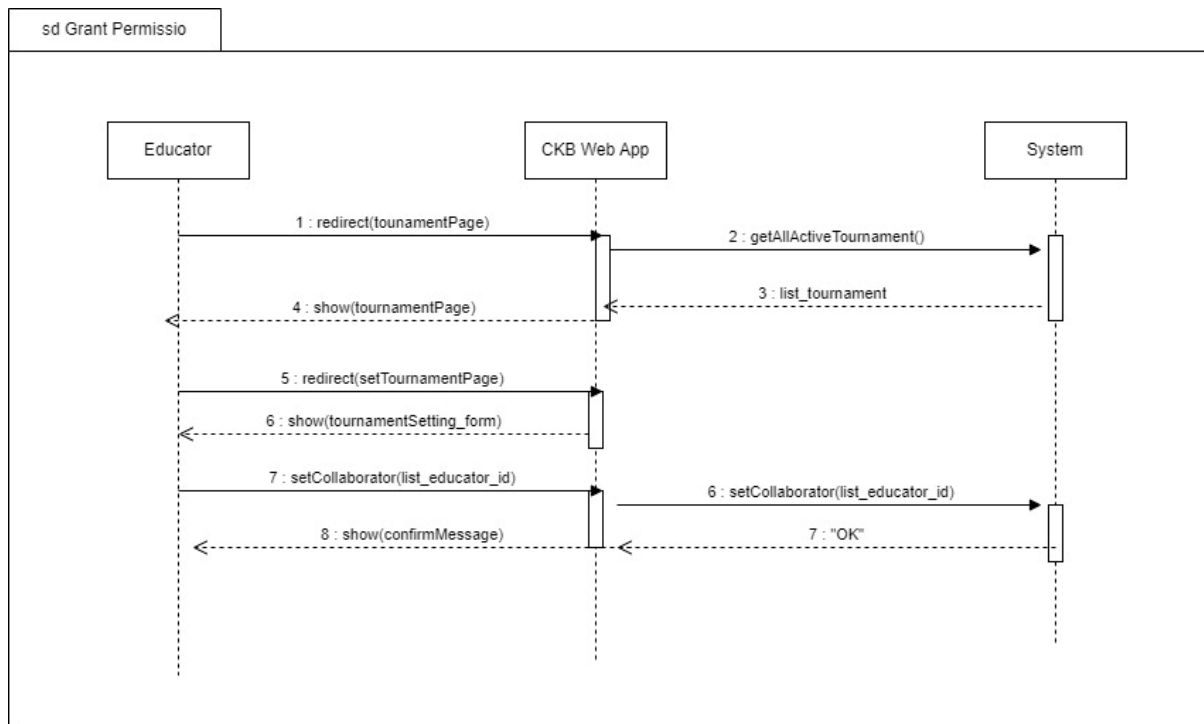 sd Grant Permissio
Educator
CKB Web App
System
1 : redirect(tounamentPage)
2 : getAllActiveTournament()
3 : list_tournament
4 : show(tournamentPage)
5 : redirect(setTournamentPage)
6 : show(tournamentSetting_form)
7 : setCollaborator(list_educator_id)
6 : setCollaborator(list_educator_id)
8 : show(confirmMessage)
7 : "OK"